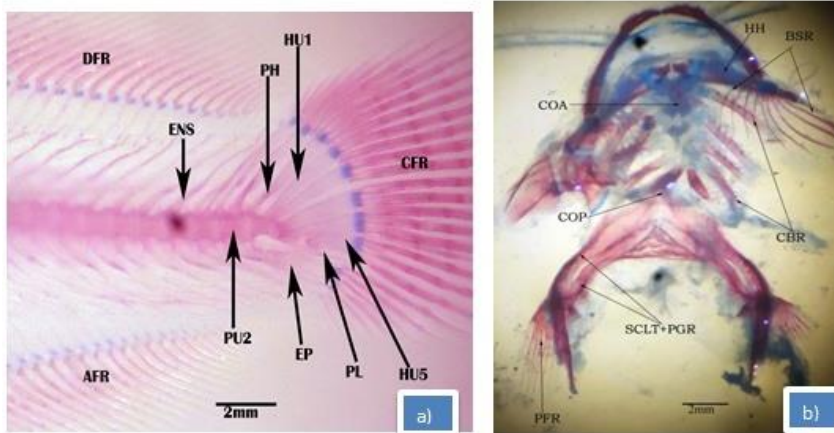 DFR
ENS
PH
HU1
CFR
PU2
EP
PL
HU5
AFR
2mm
a)
HH
BSR
COA
COP
CBR
SCLT+PGR
PFR
2mm
b)